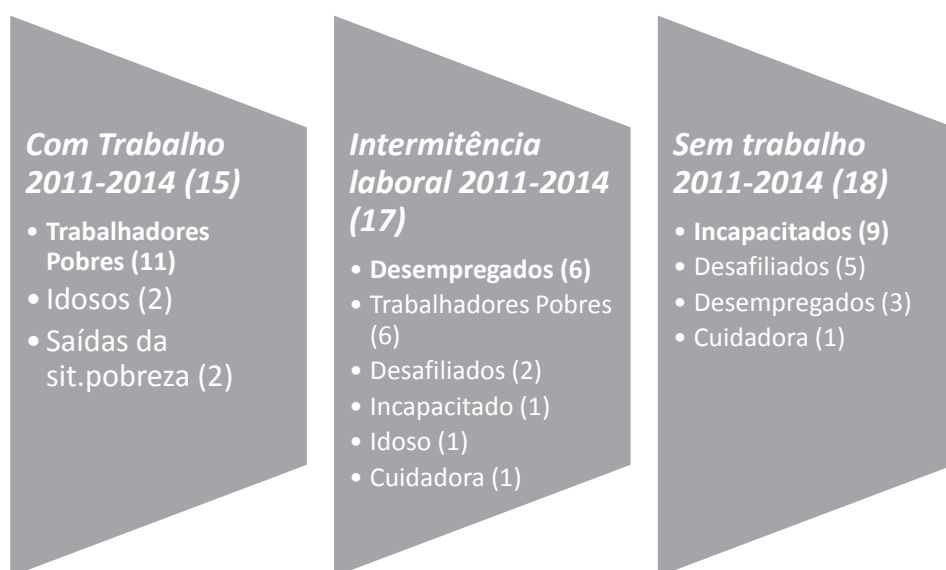 Com Trabalho
2011-2014 (15)
• Trabalhadores
Pobres (11)
• Idosos (2)
• Saídas da
sit.pobreza (2)
Intermitência
laboral 2011-2014
(17)
• Desempregados (6)
• Trabalhadores Pobres
(6)
• Desafiliados (2)
• Incapacitado (1)
• Idoso (1)
• Cuidadora (1)
Sem trabalho
2011-2014 (18)
• Incapacitados (9)
• Desafiliados (5)
• Desempregados (3)
• Cuidadora (1)